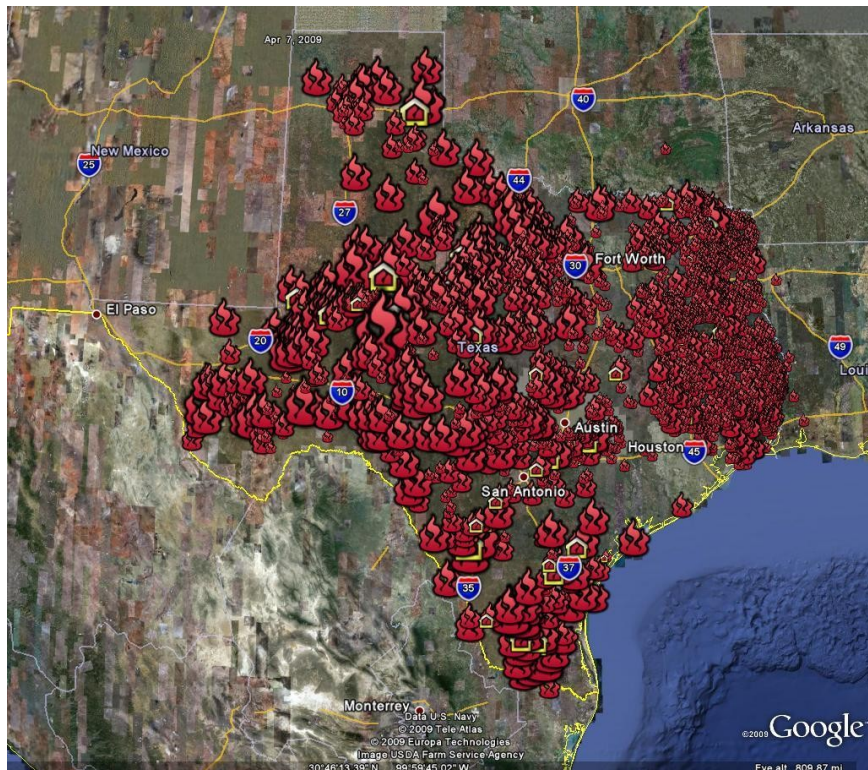 Apr 7, 2009
40
Arkansas
New Mexico
25
44
27
30
Fort Worth
El Paso
20
Texas
49
Loui
10
Austin
Houston
45
San Antonio
37
35
Monterrey
Data U.S. Navy
© 2009 Tele Atlas
© 2009 Europa Technologies
Image USDA Farm Service Agency
©2009 Google
30°46'13.39" N 99°59'45.02" W
Eye alt 809.87 mi